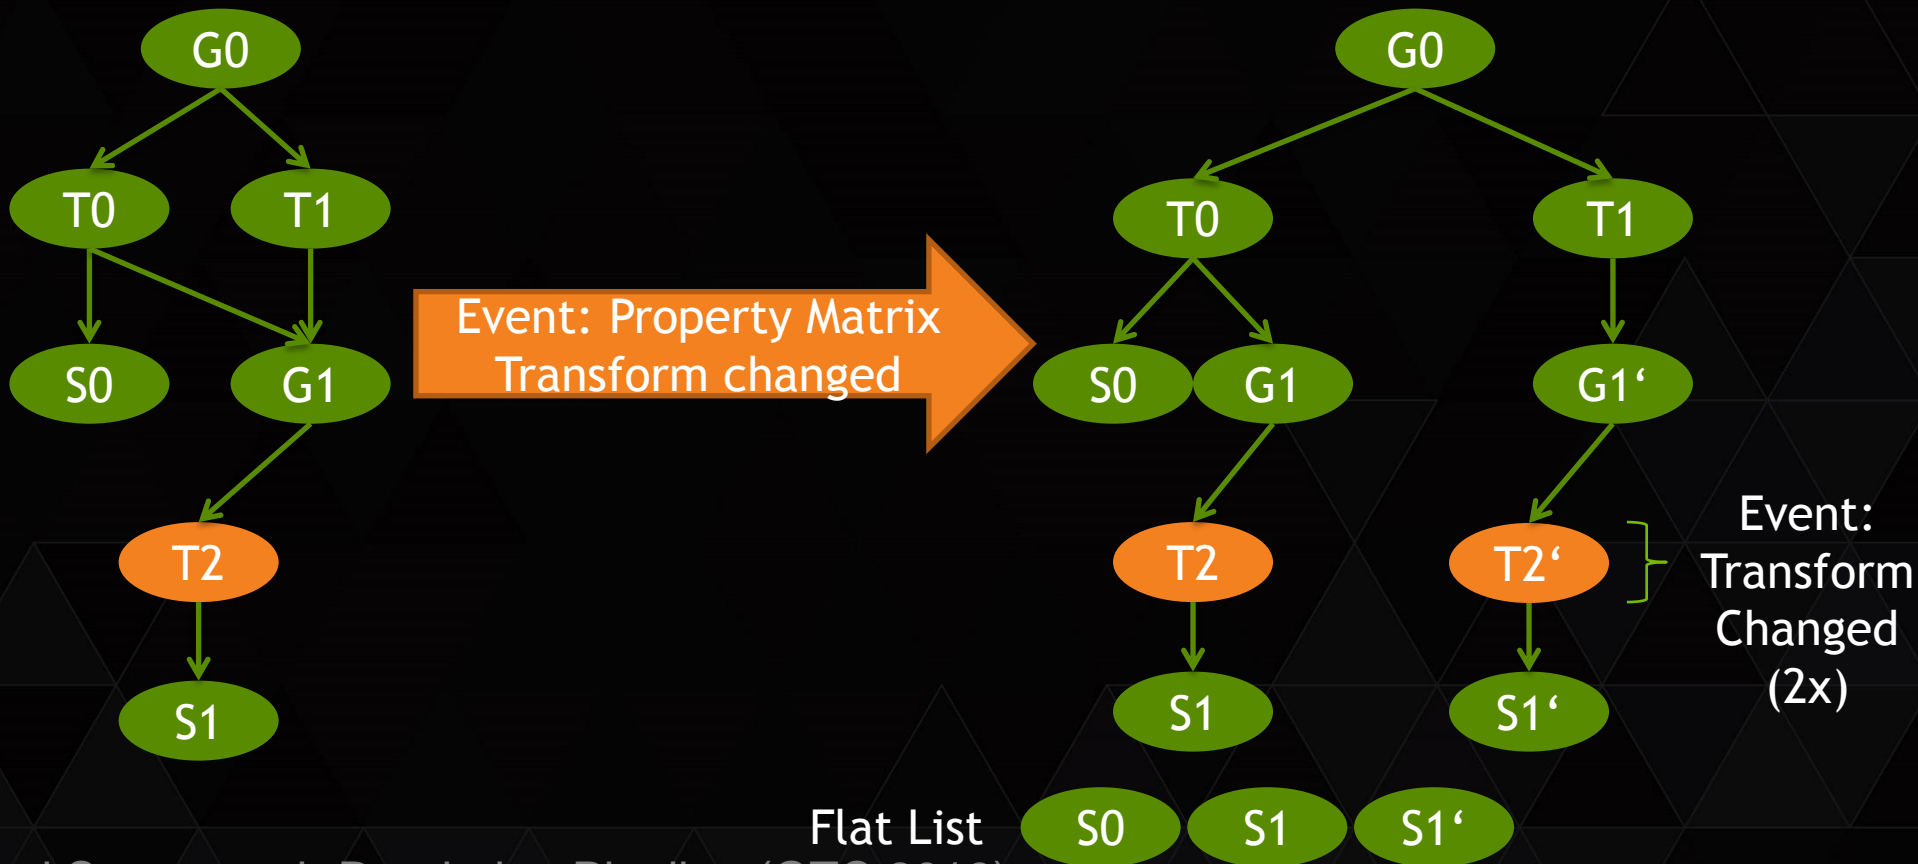 G0
T0 T1
S0 G1
T2
S1
Event: Property Matrix
Transform changed
G0
T0 T1
S0 G1 G1‘
T2 T2‘
S1 S1‘
Event:
Transform
Changed
(2x)
Flat List S0 S1 S1‘